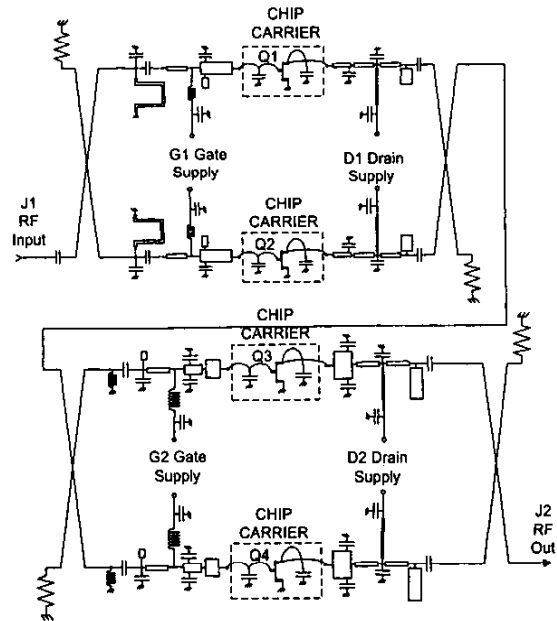 CHIP
CARRIER
Q1
G1 Gate
Supply
D1 Drain
Supply
J1
RF
Input
CHIP
CARRIER
Q2
CHIP
CARRIER
Q3
G2 Gate
Supply
D2 Drain
Supply
CHIP
CARRIER
Q4
J2
RF
Out